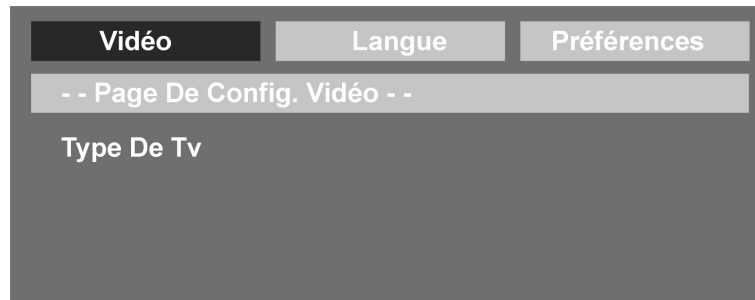 Vidéo Langue Préférences
- - Page De Config. Vidéo - -
Type De Tv